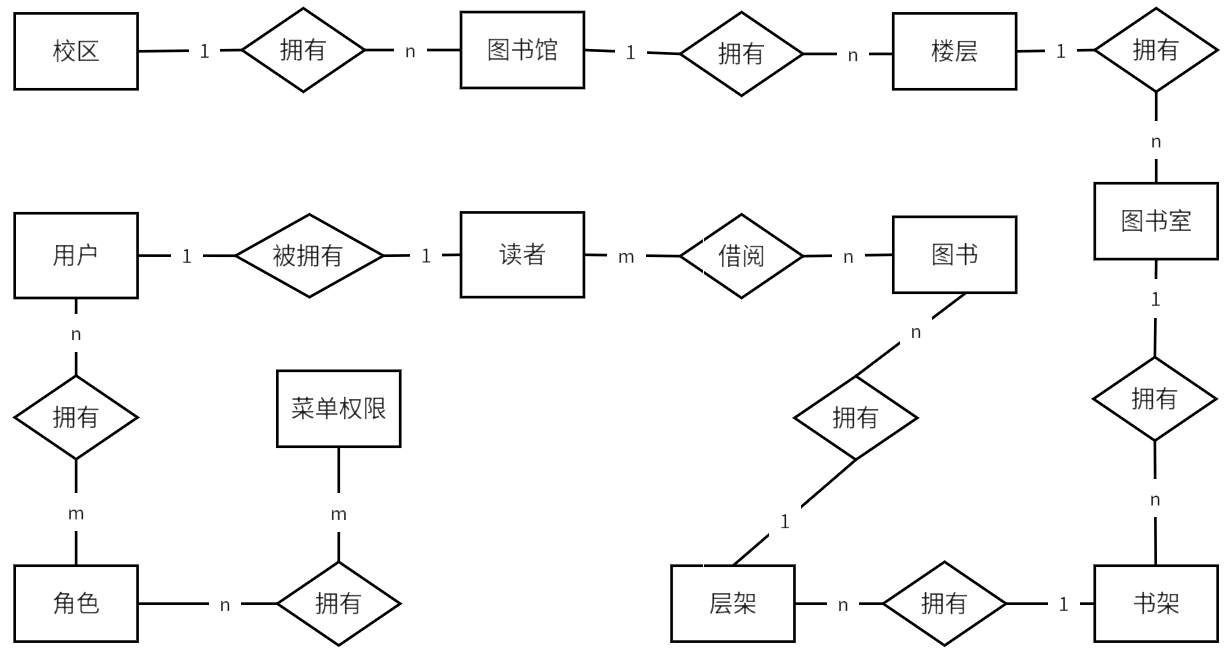 校区 1 拥有 n 图书馆 1 拥有 n 楼层 1 拥有
n
用户 1 被拥有 1 读者 m 借阅 n 图书 图书室
1
n n
拥有 菜单权限 拥有 拥有
n
m m 1
角色 n 拥有 层架 n 拥有 1 书架